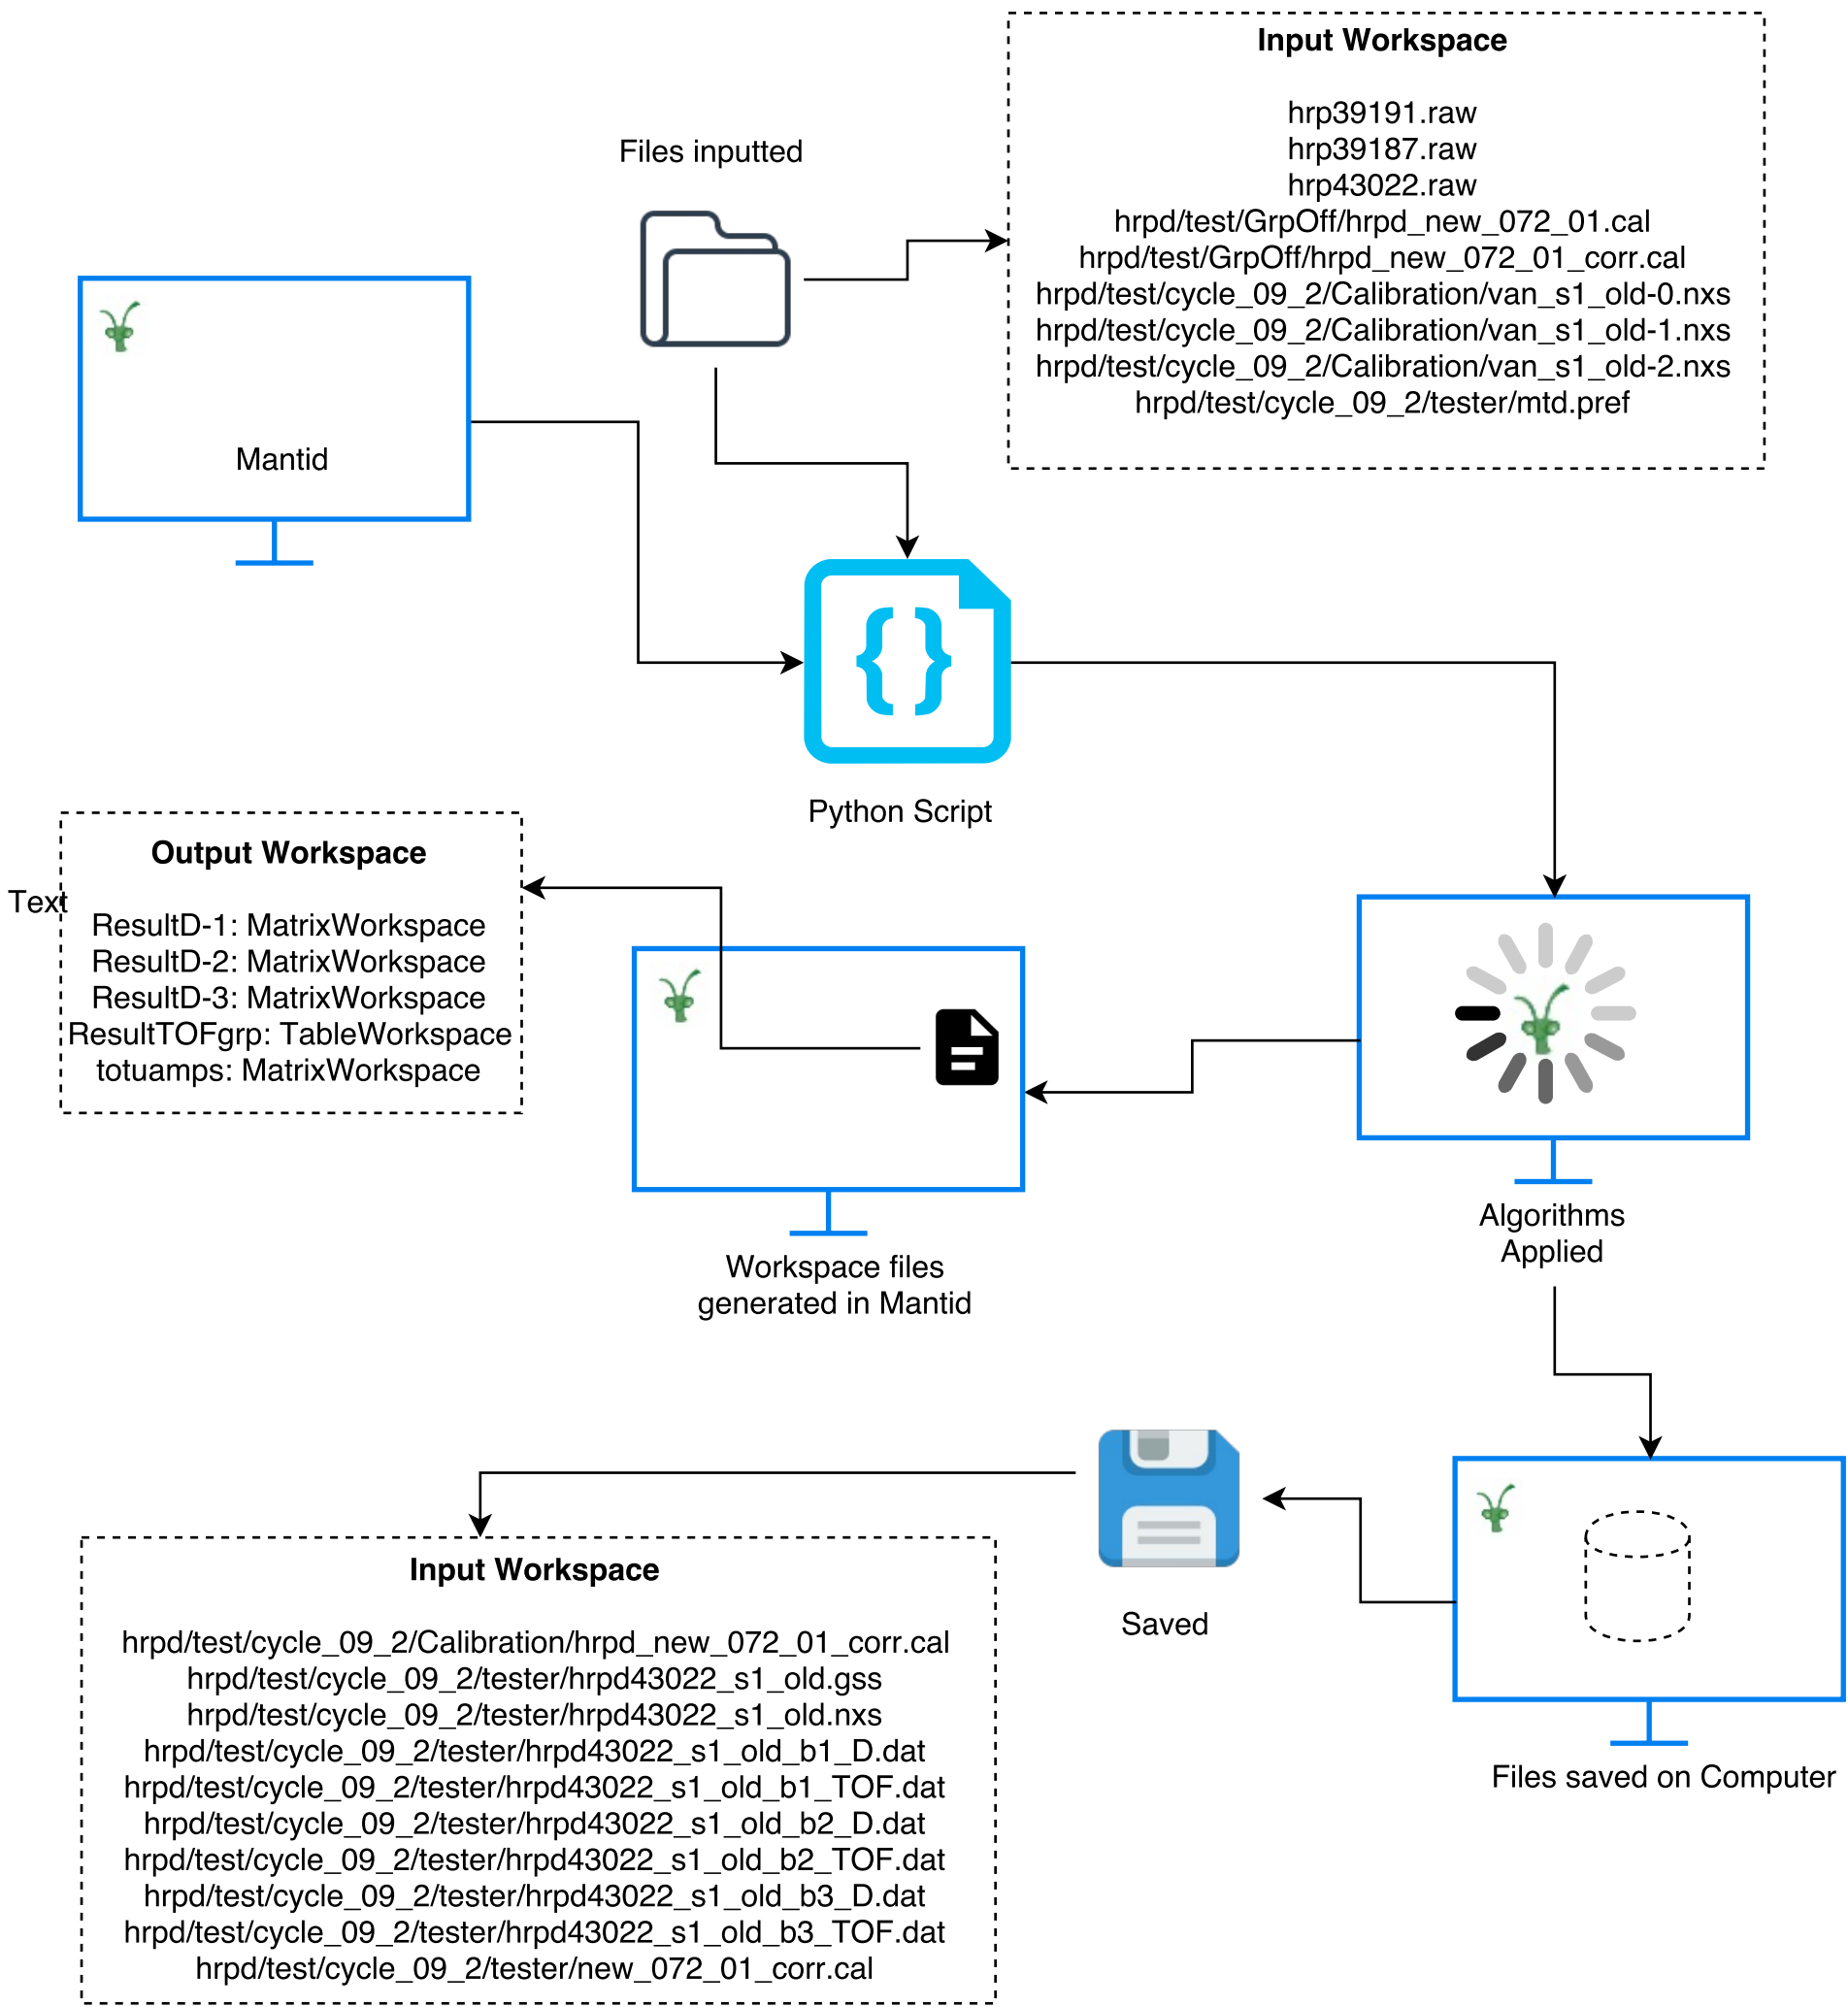 Input Workspace
hrp39191.raw
hrp39187.raw
hrp43022.raw
hrpd/test/GrpOff/hrpd_new_072_01.cal
hrpd/test/GrpOff/hrpd_new_072_01_corr.cal
hrpd/test/cycle_09_2/Calibration/van_s1_old-0.nxs
hrpd/test/cycle_09_2/Calibration/van_s1_old-1.nxs
hrpd/test/cycle_09_2/Calibration/van_s1_old-2.nxs
hrpd/test/cycle_09_2/tester/mtd.pref
Files inputted
Mantid
{ }
Python Script
Output Workspace
Text
ResultD-1: MatrixWorkspace
ResultD-2: MatrixWorkspace
ResultD-3: MatrixWorkspace
ResultTOFgrp: TableWorkspace
totuamps: MatrixWorkspace
Algorithms
Applied
Workspace files
generated in Mantid
Saved
Files saved on Computer
Input Workspace
hrpd/test/cycle_09_2/Calibration/hrpd_new_072_01_corr.cal
hrpd/test/cycle_09_2/tester/hrpd43022_s1_old.gss
hrpd/test/cycle_09_2/tester/hrpd43022_s1_old.nxs
hrpd/test/cycle_09_2/tester/hrpd43022_s1_old_b1_D.dat
hrpd/test/cycle_09_2/tester/hrpd43022_s1_old_b1_TOF.dat
hrpd/test/cycle_09_2/tester/hrpd43022_s1_old_b2_D.dat
hrpd/test/cycle_09_2/tester/hrpd43022_s1_old_b2_TOF.dat
hrpd/test/cycle_09_2/tester/hrpd43022_s1_old_b3_D.dat
hrpd/test/cycle_09_2/tester/hrpd43022_s1_old_b3_TOF.dat
hrpd/test/cycle_09_2/tester/new_072_01_corr.cal